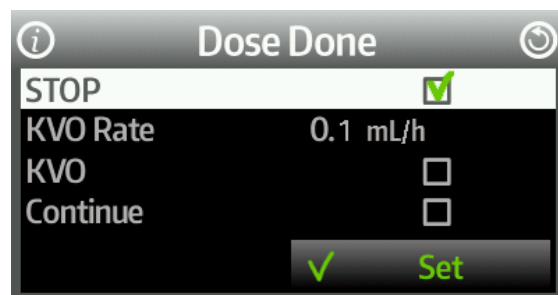 i Dose Done
STOP
KVO Rate 0.1 mL/h
KVO
Continue
Set